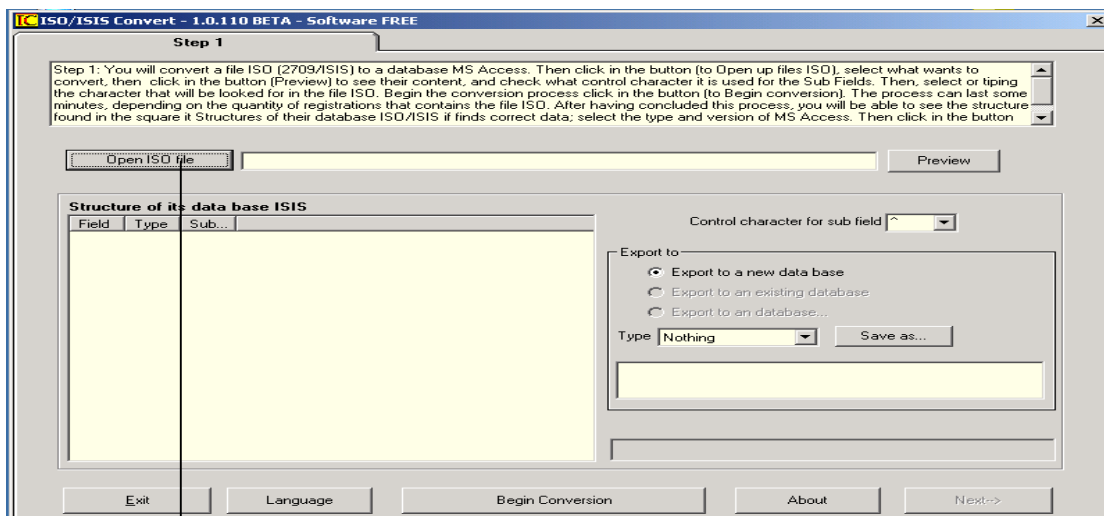 IC ISO/ISIS Convert - 1.0.110 BETA - Software FREE
Step 1
Step 1: You will convert a file ISO (2709/ISIS) to a database MS Access. Then click in the button (to Open up files ISO), select what wants to
convert, then click in the button (Preview) to see their content, and check what control character it is used for the Sub Fields. Then, select or tiping
the character that will be looked for in the file ISO. Begin the conversion process click in the button (to Begin conversion). The process can last some
minutes, depending on the quantity of registrations that contains the file ISO. After having concluded this process, you will be able to see the structure
found in the square it Structures of their database ISO/ISIS if finds correct data; select the type and version of MS Access. Then click in the button
Open ISO file
Preview
Structure of its data base ISIS
Field Type Sub...
Control character for sub field ^
Export to
Export to a new data base
Export to an existing database
Export to an database...
Type Nothing Save as...
Exit Language Begin Conversion About Next-->